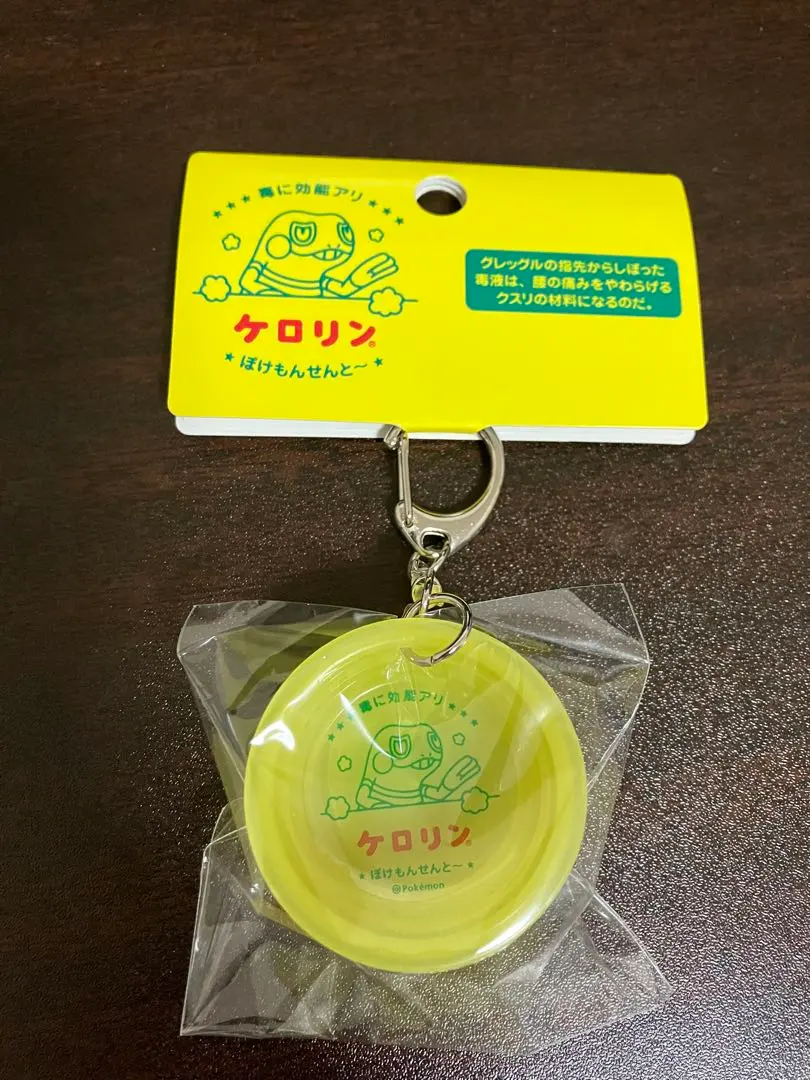 ★★★ 毒に効能アリ ★★★
ケロリン®
★ ぽけもんせんと〜 ★
グレッグルの指先からしぼった
毒液は、腰の痛みをやわらげる
クスリの材料になるのだ。
★★★ 毒に効能アリ ★★★
ケロリン®
★ ぽけもんせんと〜 ★
©Pokémon